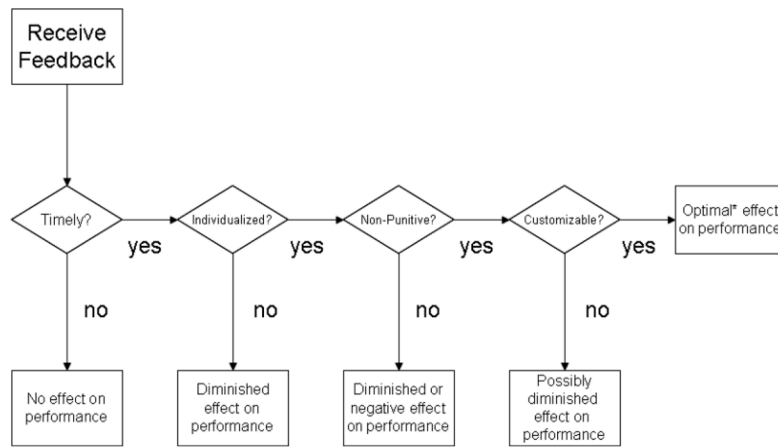 Receive
Feedback
Timely?
yes
Individualized?
yes
Non-Punitive?
yes
Customizable?
yes
Optimal* effect
on performance
no
no
no
no
No effect on
performance
Diminished
effect on
performance
Diminished or
negative effect
on performance
Possibly
diminished
effect on
performance